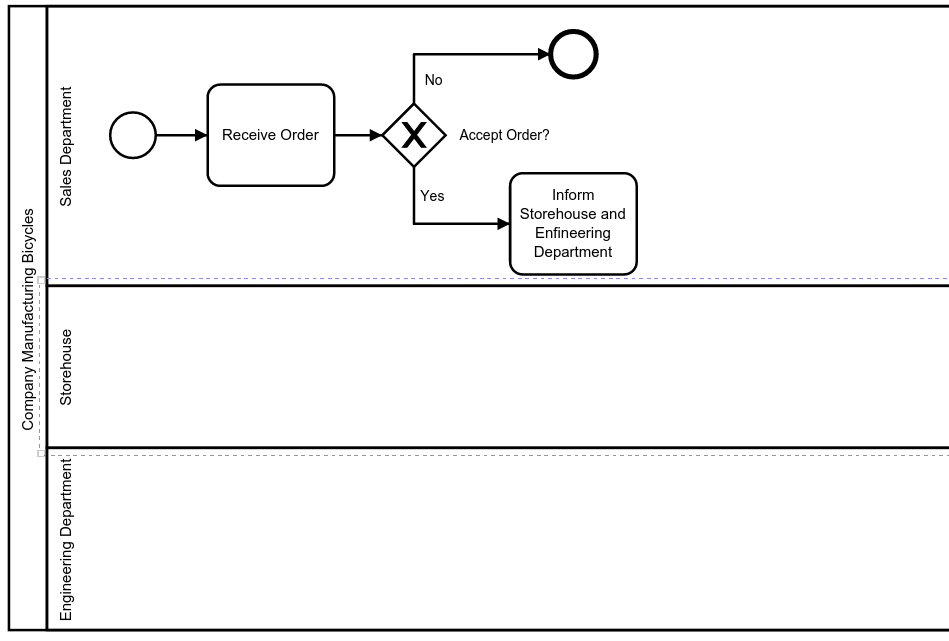 Company Manufacturing Bicycles
Sales Department
Receive Order
No
Accept Order?
Yes
Inform
Storehouse and
Enfineering
Department
Storehouse
Engineering Department